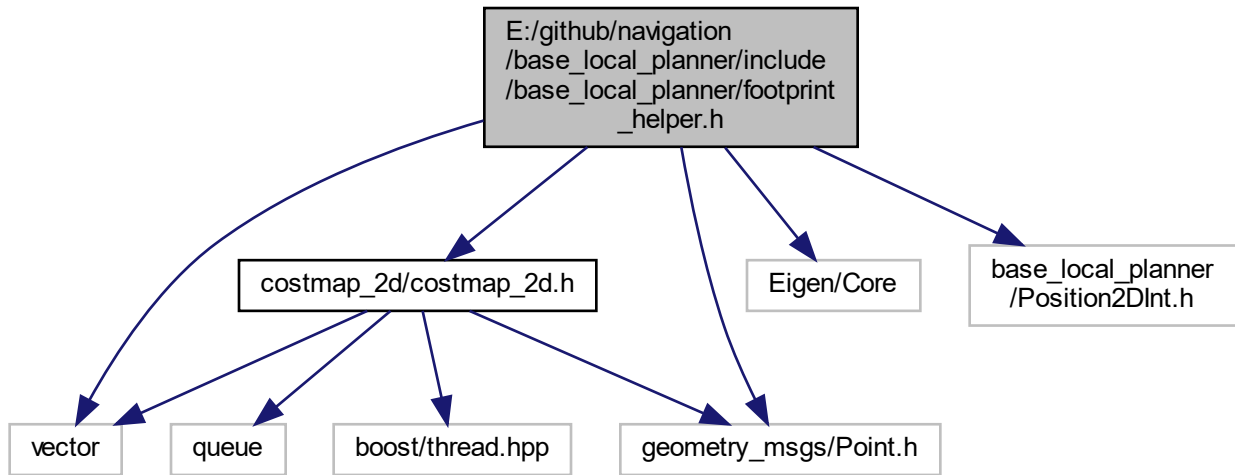 E:/github/navigation
/base_local_planner/include
/base_local_planner/footprint
_helper.h
costmap_2d/costmap_2d.h
Eigen/Core
base_local_planner
/Position2DInt.h
vector
queue
boost/thread.hpp
geometry_msgs/Point.h